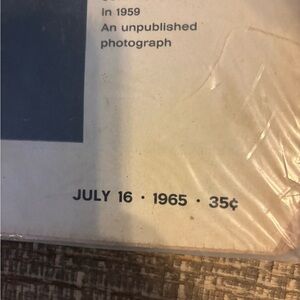 In 1959
An unpublished
photograph
JULY 16 · 1965 · 35¢